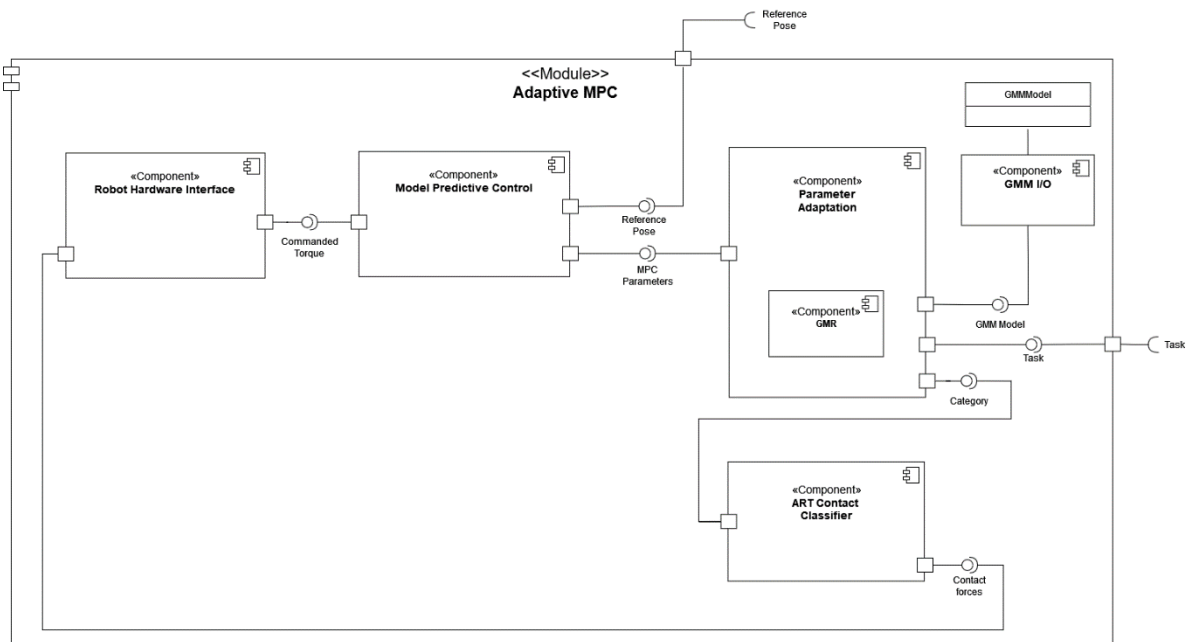 Reference
Pose
<<Module>>
Adaptive MPC
GMMModel
«Component»
Robot Hardware Interface
«Component»
Model Predictive Control
«Component»
Parameter
Adaptation
«Component»
GMM I/O
Commanded
Torque
Reference
Pose
MPC
Parameters
«Component»
GMR
GMM Model
Task
Task
Category
«Component»
ART Contact
Classifier
Contact
forces